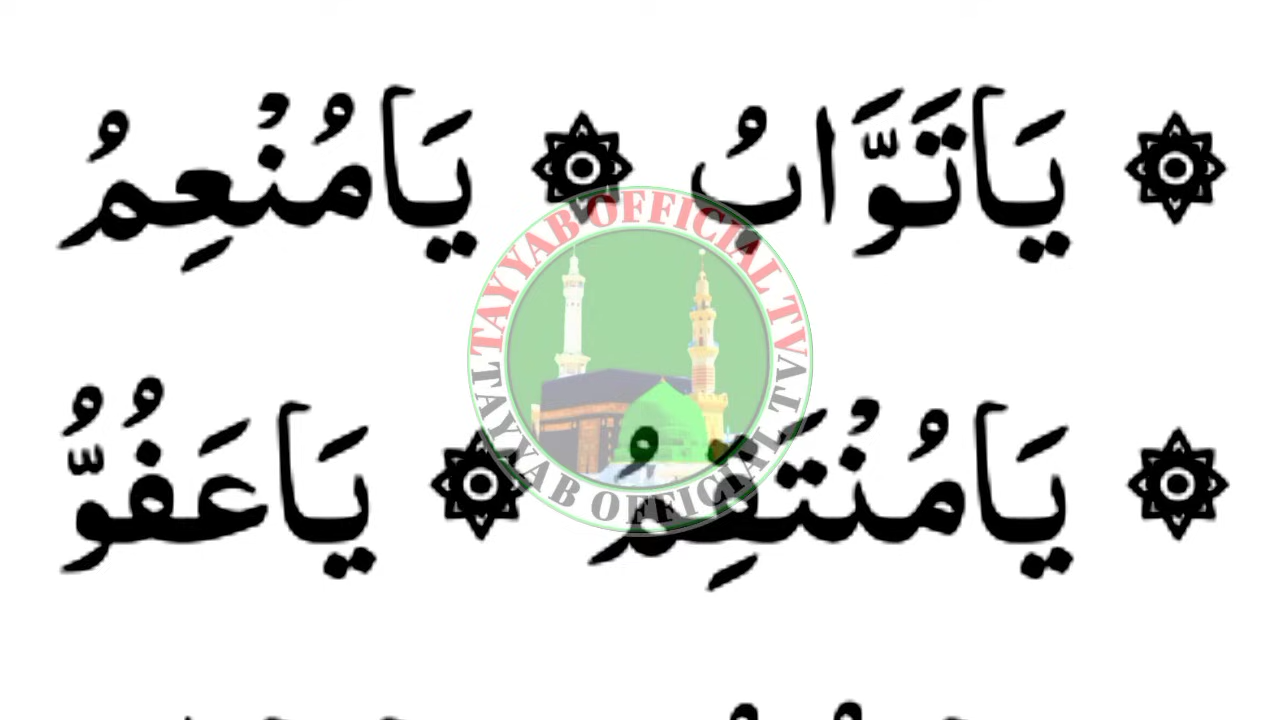 ۞ يَاتَوَّابُ ۞ يَامُنْعِمُ
TAYYAB OFFICIAL TV
TAYYAB OFFICIAL TV
۞ يَامُنْتَقِمُ ۞ يَاعَفُوُّ